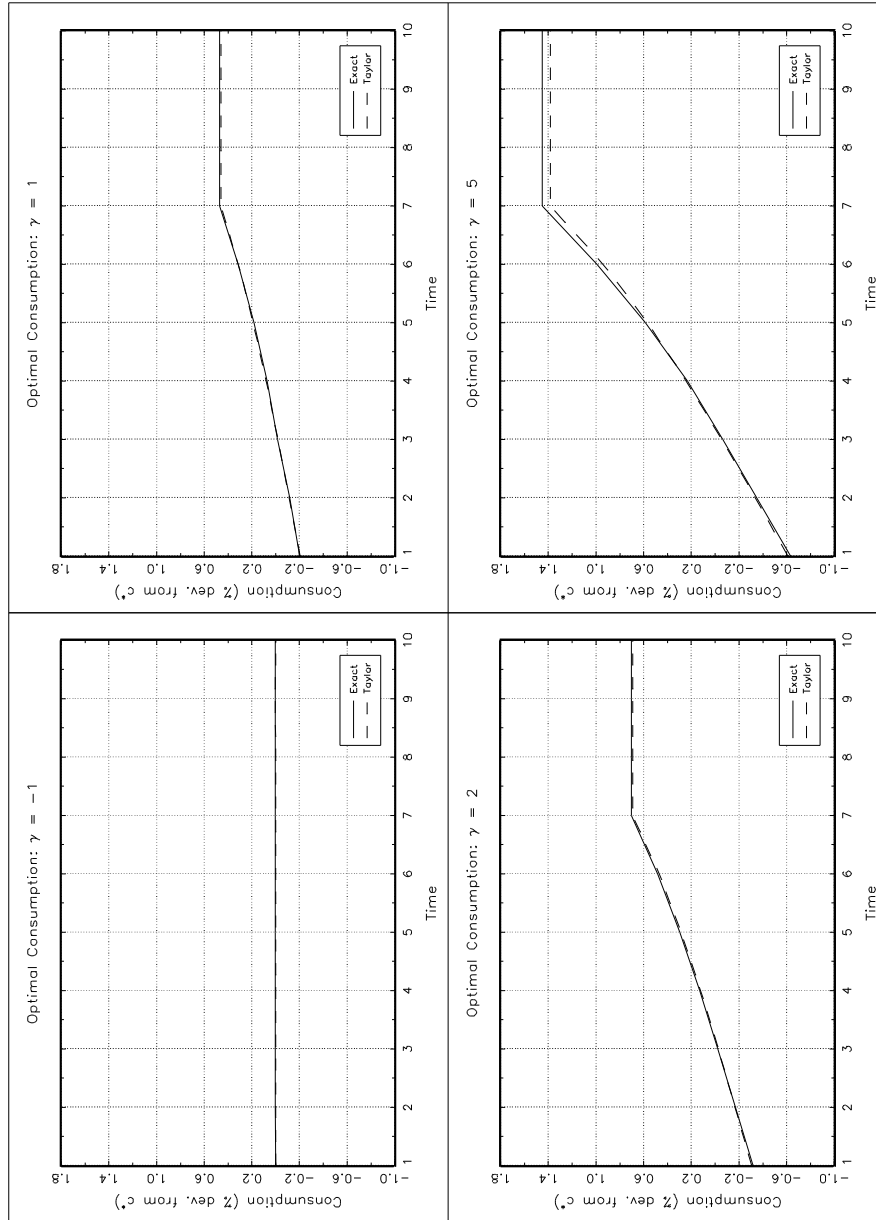 Optimal Consumption: γ = −1
Consumption (% dev. from c*)
1.8
1.4
1.0
0.6
0.2
−0.2
−0.6
−1.0
Exact
Taylor
1 2 3 4 5 6 7 8 9 10
Time
Optimal Consumption: γ = 1
Consumption (% dev. from c*)
1.8
1.4
1.0
0.6
0.2
−0.2
−0.6
−1.0
Exact
Taylor
1 2 3 4 5 6 7 8 9 10
Time
Optimal Consumption: γ = 2
Consumption (% dev. from c*)
1.8
1.4
1.0
0.6
0.2
−0.2
−0.6
−1.0
Exact
Taylor
1 2 3 4 5 6 7 8 9 10
Time
Optimal Consumption: γ = 5
Consumption (% dev. from c*)
1.8
1.4
1.0
0.6
0.2
−0.2
−0.6
−1.0
Exact
Taylor
1 2 3 4 5 6 7 8 9 10
Time